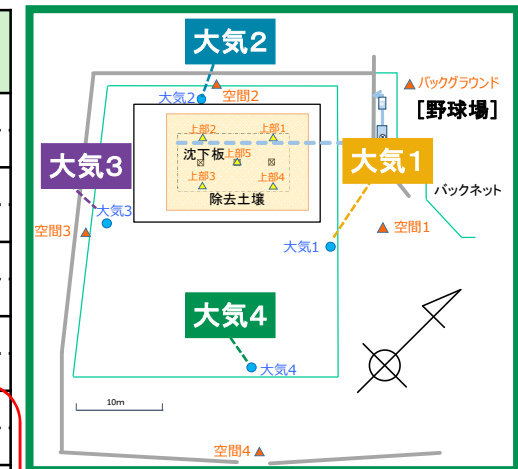 大気2
大気2
空間2
バックグラウンド
[野球場]
上部2
上部1
大気3
沈下板
上部5
大気1
バックネット
上部3
上部4
除去土壌
大気3
空間3
空間1
大気1
大気4
大気4
10m
空間4